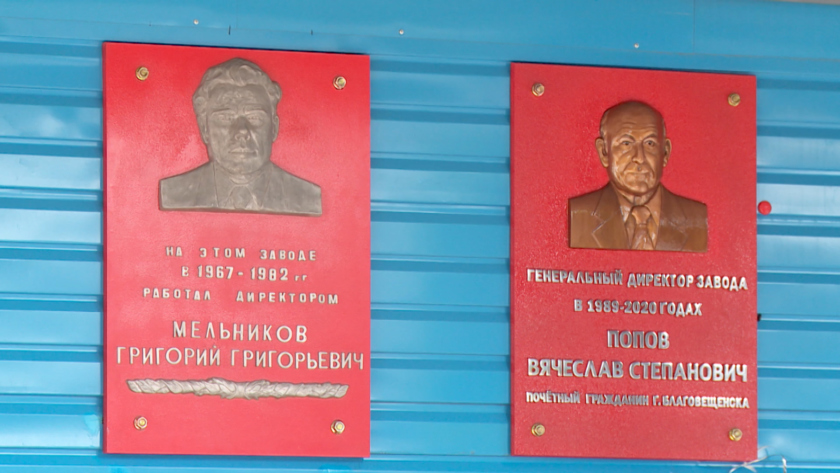 НА ЭТОМ ЗАВОДЕ
В 1967-1982 г.г
РАБОТАЛ ДИРЕКТОРОМ
МЕЛЬНИКОВ
ГРИГОРИЙ ГРИГОРЬЕВИЧ
ГЕНЕРАЛЬНЫЙ ДИРЕКТОР ЗАВОДА
В 1989-2020 ГОДАХ
ПОПОВ
ВЯЧЕСЛАВ СТЕПАНОВИЧ
ПОЧЁТНЫЙ ГРАЖДАНИН Г. БЛАГОВЕЩЕНСКА